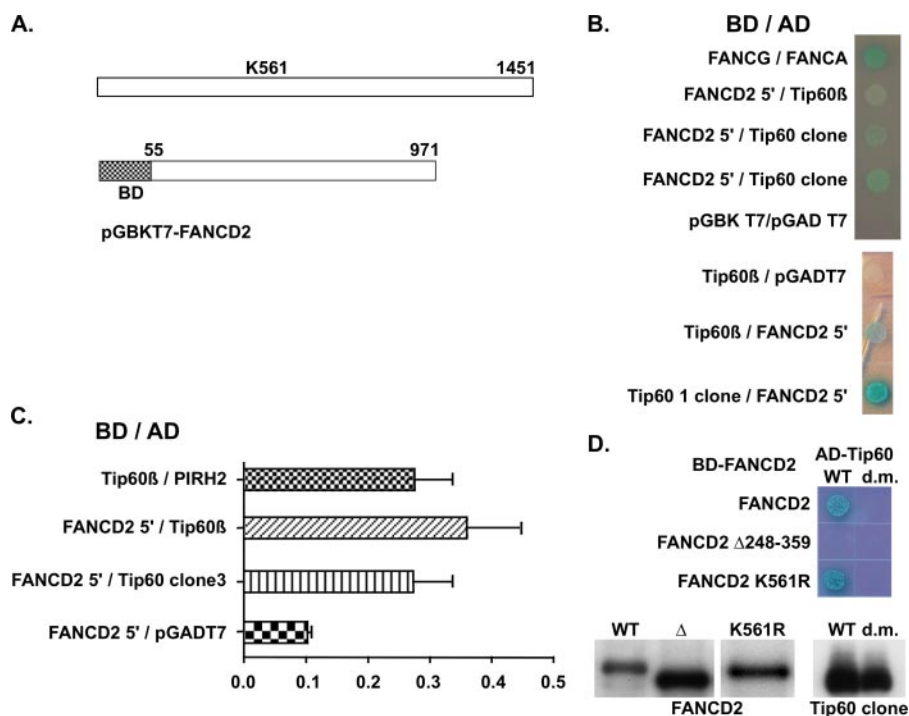 A.
K561 1451
55 971
BD
pGBKT7-FANCD2
B.
BD / AD
FANCG / FANCA
FANCD2 5' / Tip60ß
FANCD2 5' / Tip60 clone
FANCD2 5' / Tip60 clone
pGBK T7/pGAD T7
Tip60ß / pGADT7
Tip60ß / FANCD2 5'
Tip60 1 clone / FANCD2 5'
C.
BD / AD
Tip60ß / PIRH2
FANCD2 5' / Tip60ß
FANCD2 5' / Tip60 clone3
FANCD2 5' / pGADT7
0.0 0.1 0.2 0.3 0.4 0.5
D.
AD-Tip60
BD-FANCD2 WT d.m.
FANCD2
FANCD2 Δ248-359
FANCD2 K561R
WT Δ K561R WT d.m.
FANCD2 Tip60 clone